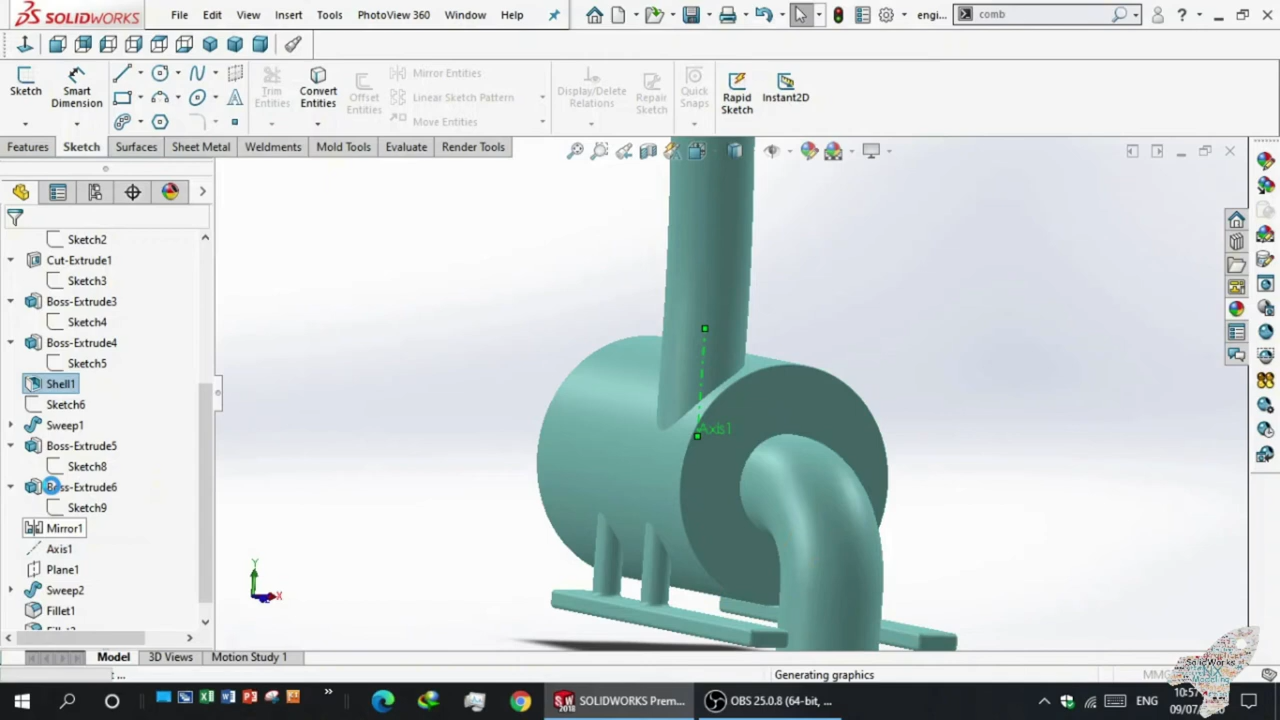 SOLIDWORKS File Edit View Insert Tools PhotoView 360 Window Help engi... comb
Sketch Smart Dimension Trim Entities Convert Entities Offset Entities Mirror Entities Linear Sketch Pattern Move Entities Display/Delete Relations Repair Sketch Quick Snaps Rapid Sketch Instant2D
Features Sketch Surfaces Sheet Metal Weldments Mold Tools Evaluate Render Tools
Sketch2
Cut-Extrude1
Sketch3
Boss-Extrude3
Sketch4
Boss-Extrude4
Sketch5
Shell1
Sketch6
Sweep1
Axis1
Boss-Extrude5
Sketch8
Boss-Extrude6
Sketch9
Mirror1
Axis1
Plane1
Sweep2
Fillet1
Y
X
Model 3D Views Motion Study 1
... Generating graphics
SOLIDWORKS Prem... OBS 25.0.8 (64-bit, ... ENG
SolidWorks
NX
Modeling